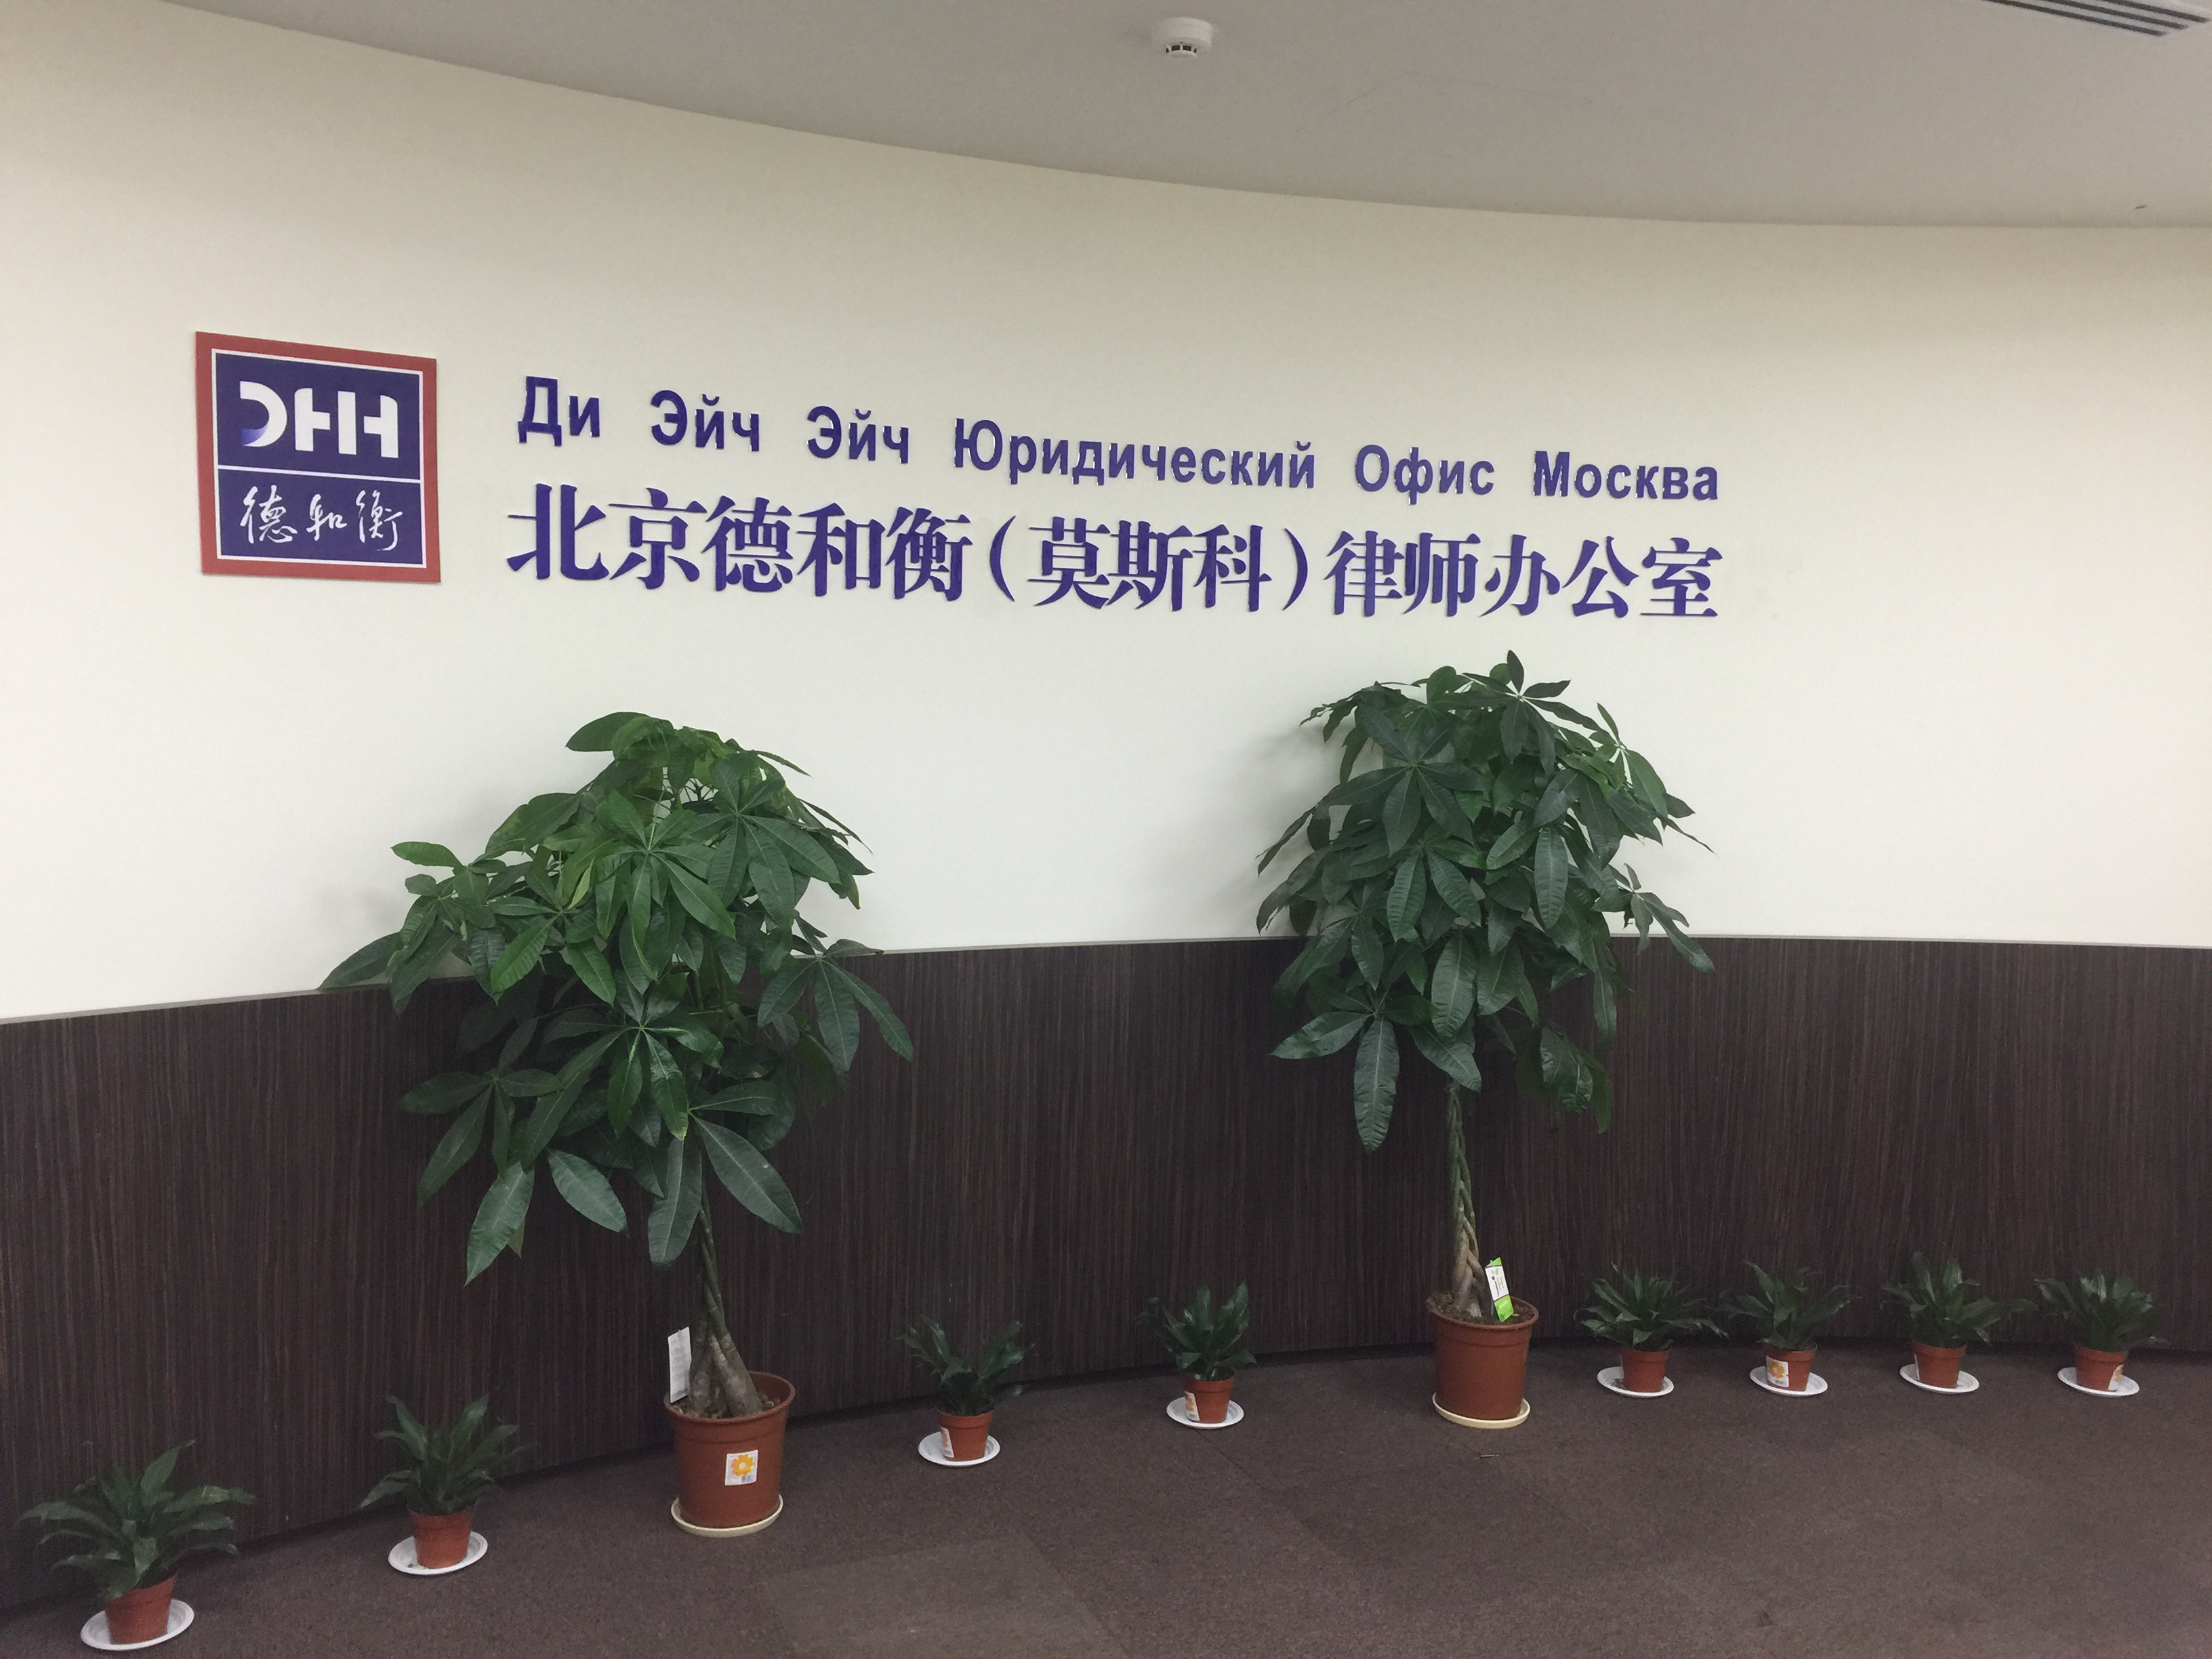 DHH
德和衡
Ди Эйч Эйч Юридический Офис Москва
北京德和衡(莫斯科)律师办公室